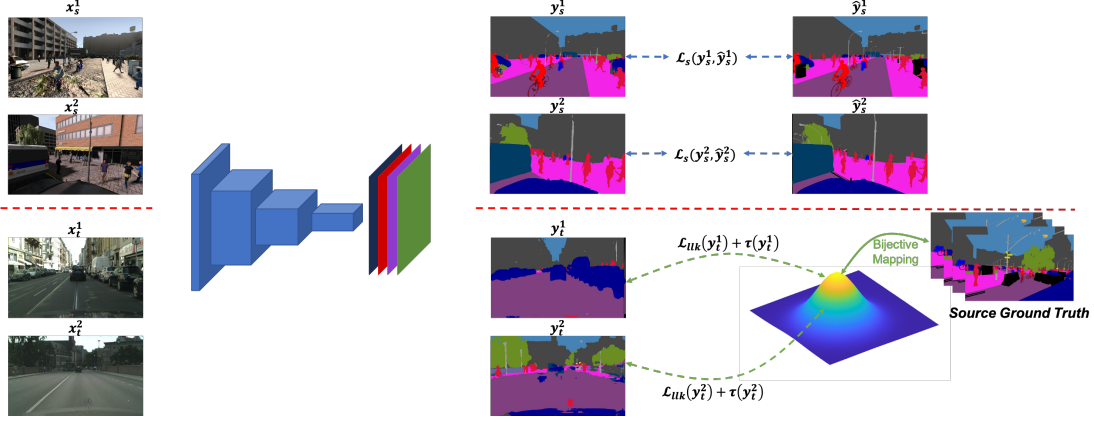 x_s^1
y_s^1
ŷ_s^1
ℒ_s(y_s^1, ŷ_s^1)
x_s^2
y_s^2
ŷ_s^2
ℒ_s(y_s^2, ŷ_s^2)
x_t^1
y_t^1
ℒ_llk(y_t^1) + τ(y_t^1)
Bijective
Mapping
Source Ground Truth
x_t^2
y_t^2
ℒ_llk(y_t^2) + τ(y_t^2)